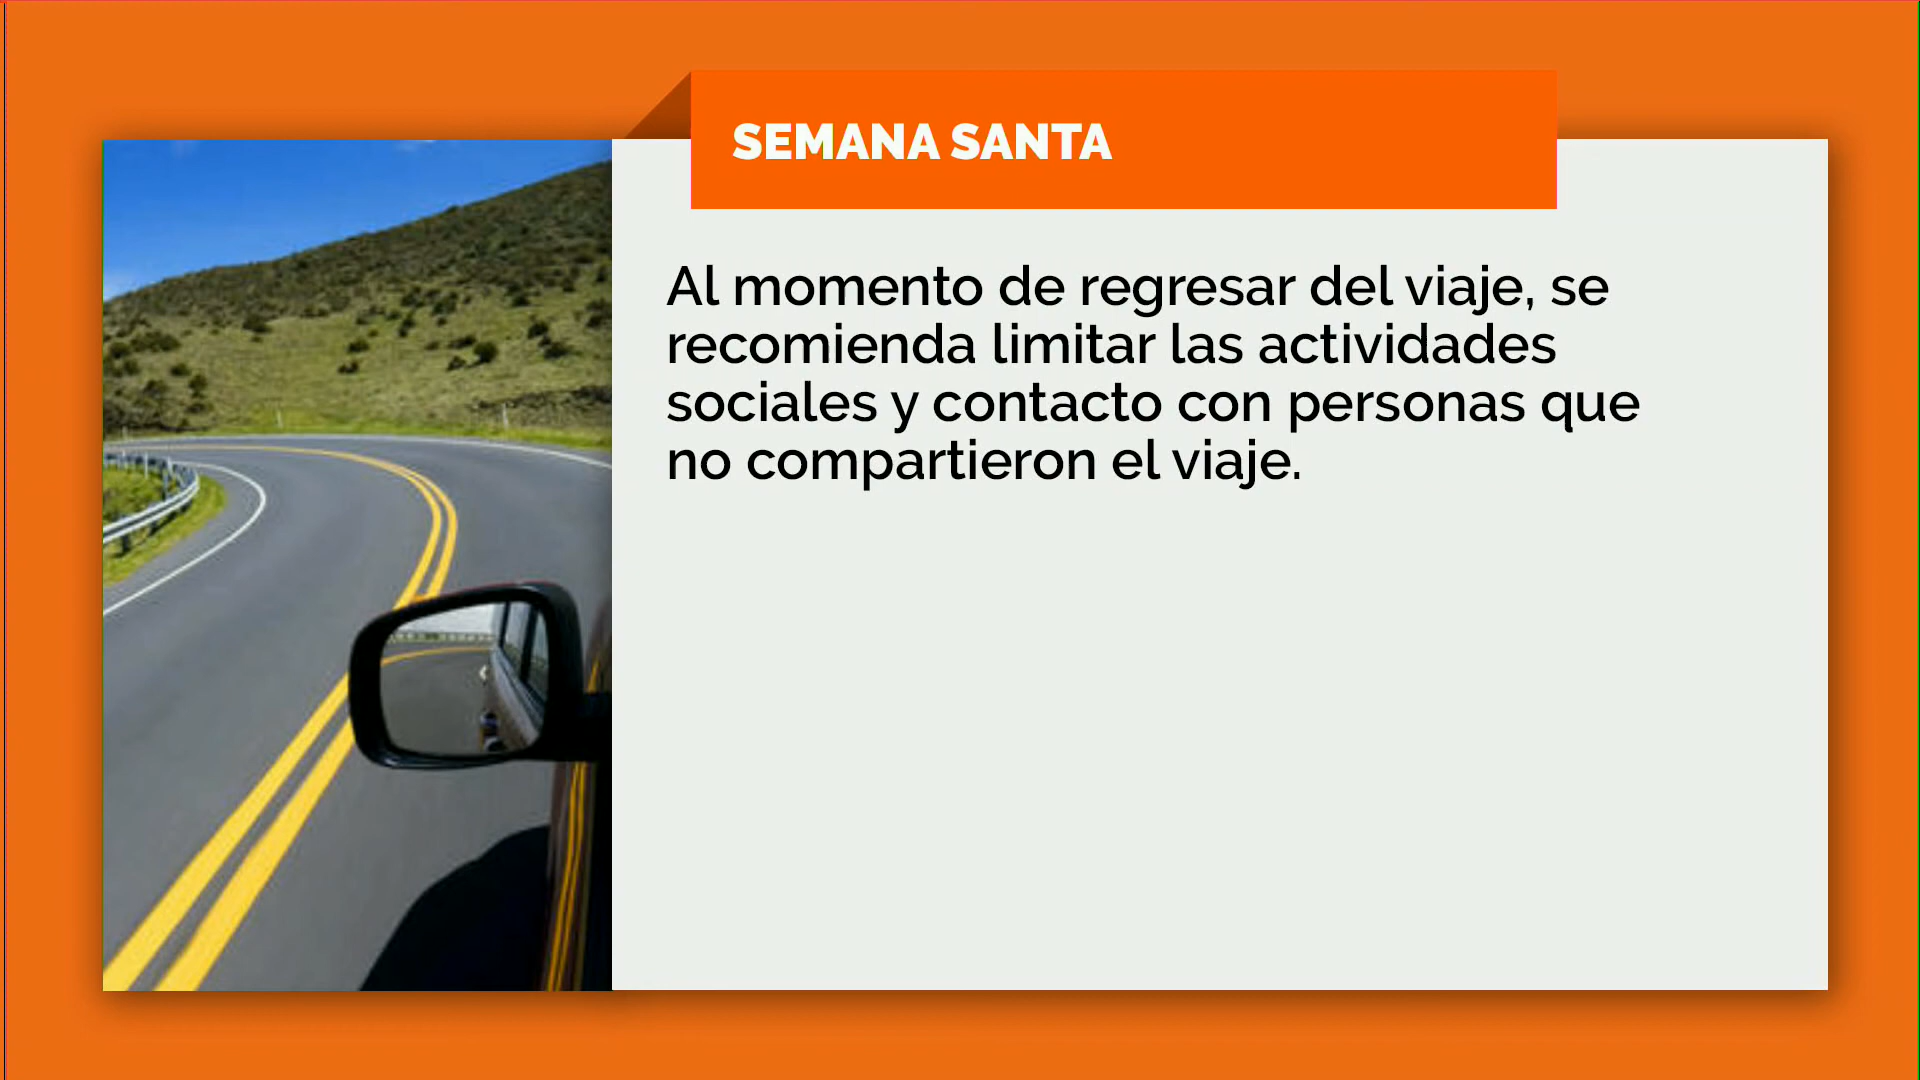 SEMANA SANTA
Al momento de regresar del viaje, se
recomienda limitar las actividades
sociales y contacto con personas que
no compartieron el viaje.